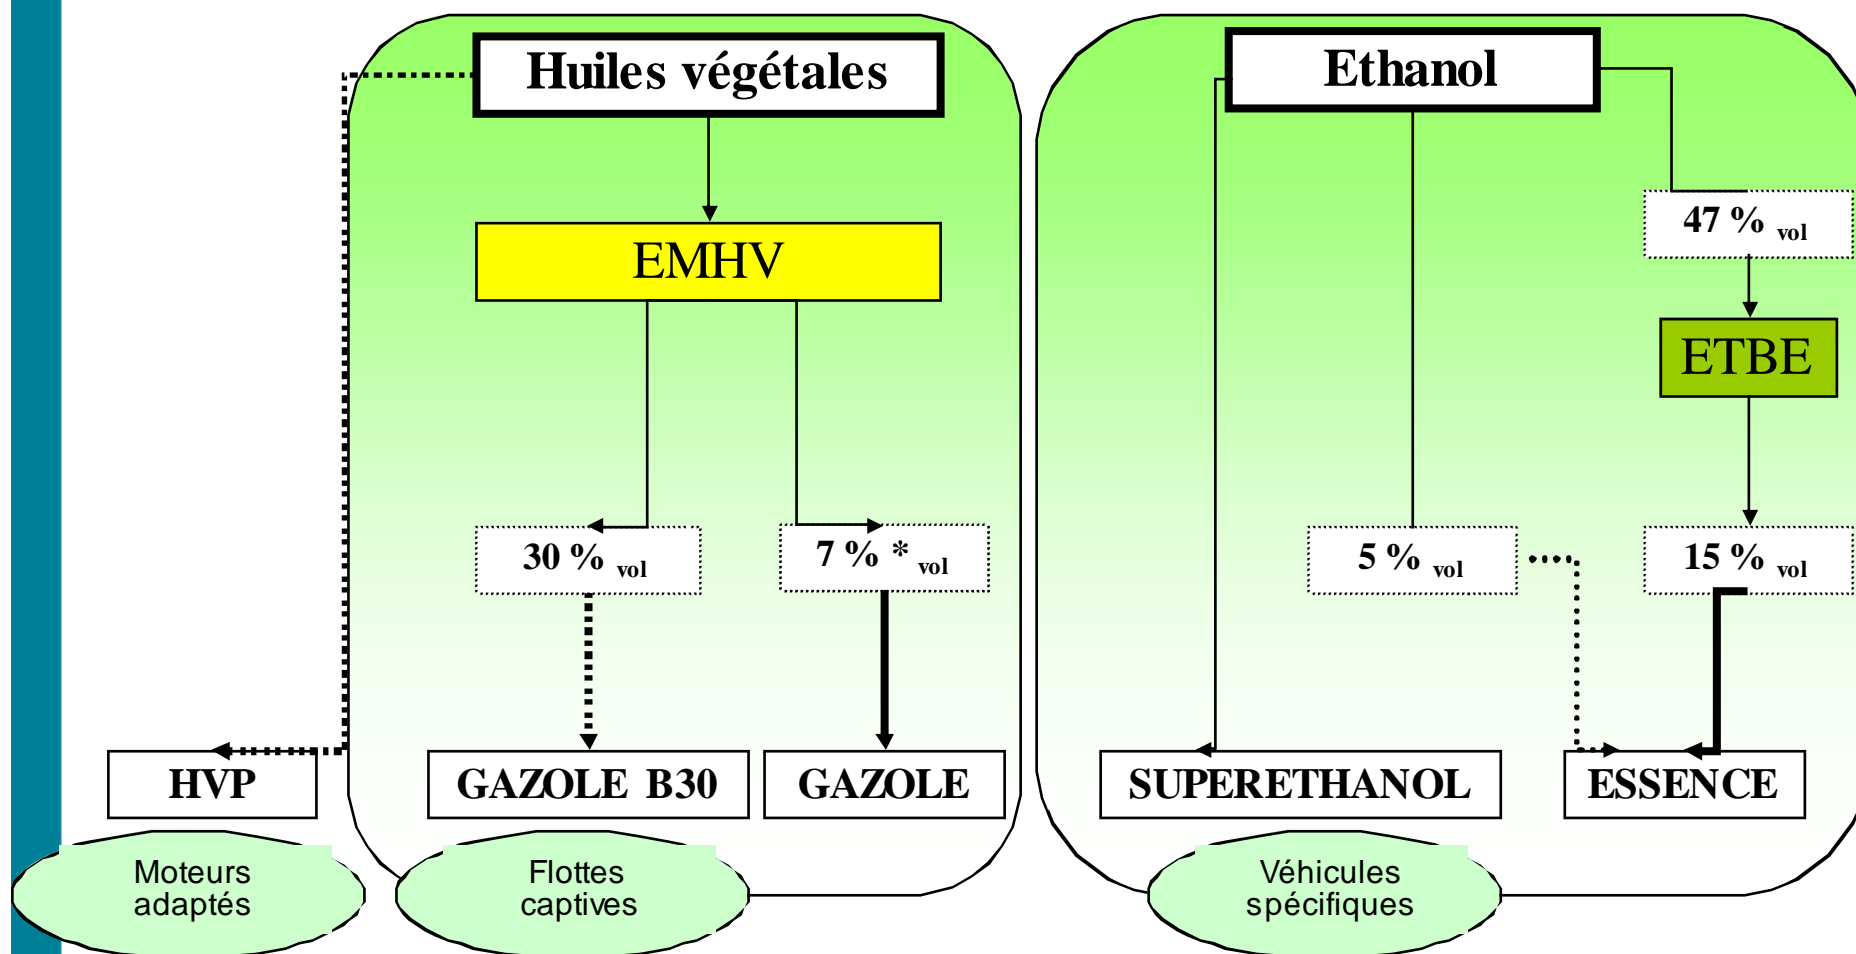 Huiles végétales
Ethanol
47 % vol
EMHV
ETBE
30 % vol
7 % * vol
5 % vol
15 % vol
HVP
GAZOLE B30
GAZOLE
SUPERETHANOL
ESSENCE
Moteurs
adaptés
Flottes
captives
Véhicules
spécifiques